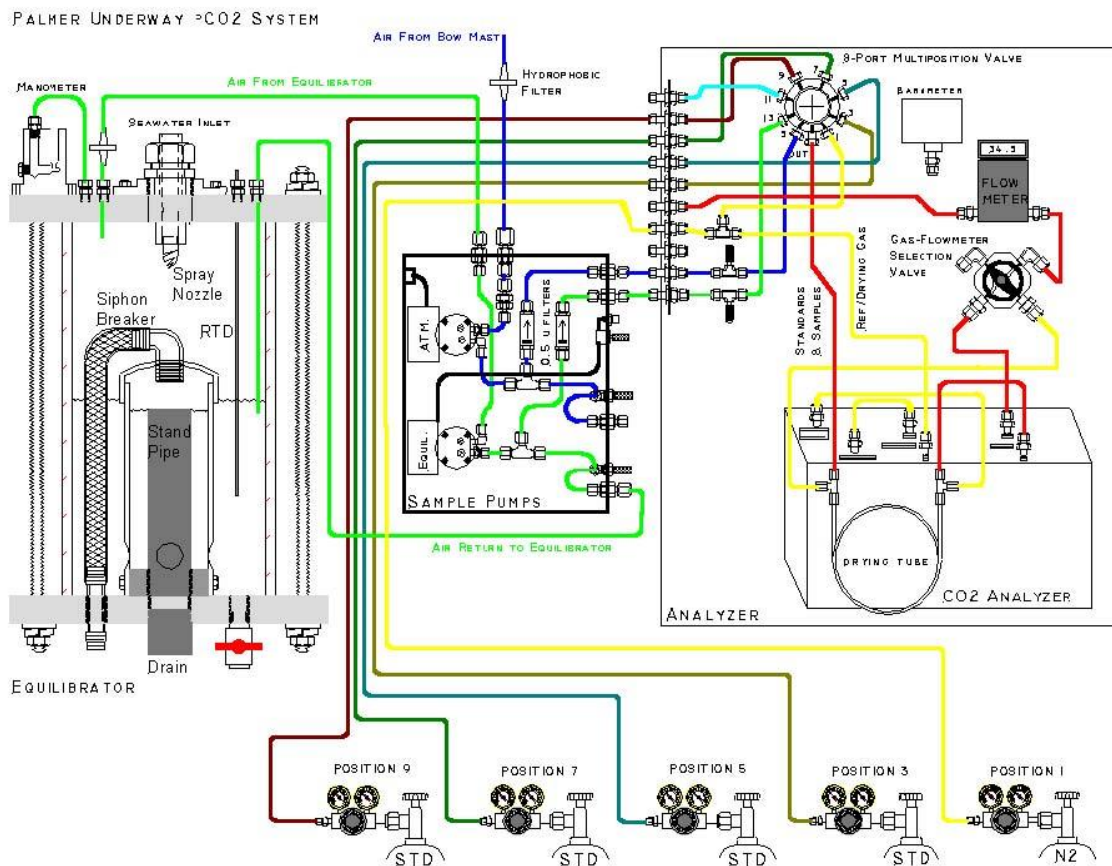 PALMER UNDERWAY PCO2 SYSTEM
AIR FROM BOW MAST
9-PORT MULTIPOSITION VALVE
AIR FROM EQUILIBRATOR
HYDROPHOBIC
FILTER
MANOMETER
SEAWATER INLET
BAROMETER
9
7
5
11
3
13
1
OUT
34.5
FLOW
METER
GAS-FLOWMETER
SELECTION
VALVE
Spray
Nozzle
Siphon
Breaker
RTD
ATM.
0.5 U FILTERS
STANDARDS
& SAMPLES
REF/DRYING GAS
Stand
Pipe
EQUIL.
SAMPLE PUMPS
AIR RETURN TO EQUILIBRATOR
DRYING TUBE
CO2 ANALYZER
ANALYZER
Drain
EQUILIBRATOR
POSITION 9
POSITION 7
POSITION 5
POSITION 3
POSITION 1
STD
STD
STD
STD
N2